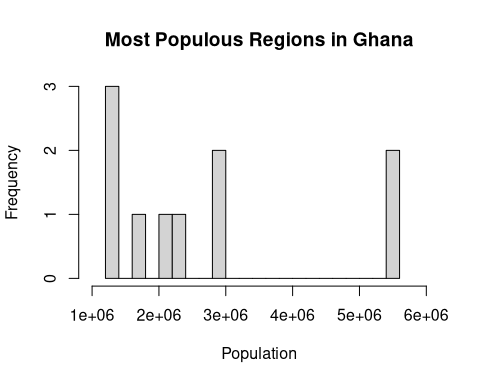 Most Populous Regions in Ghana
Frequency
3
2
1
0
1e+06 2e+06 3e+06 4e+06 5e+06 6e+06
Population